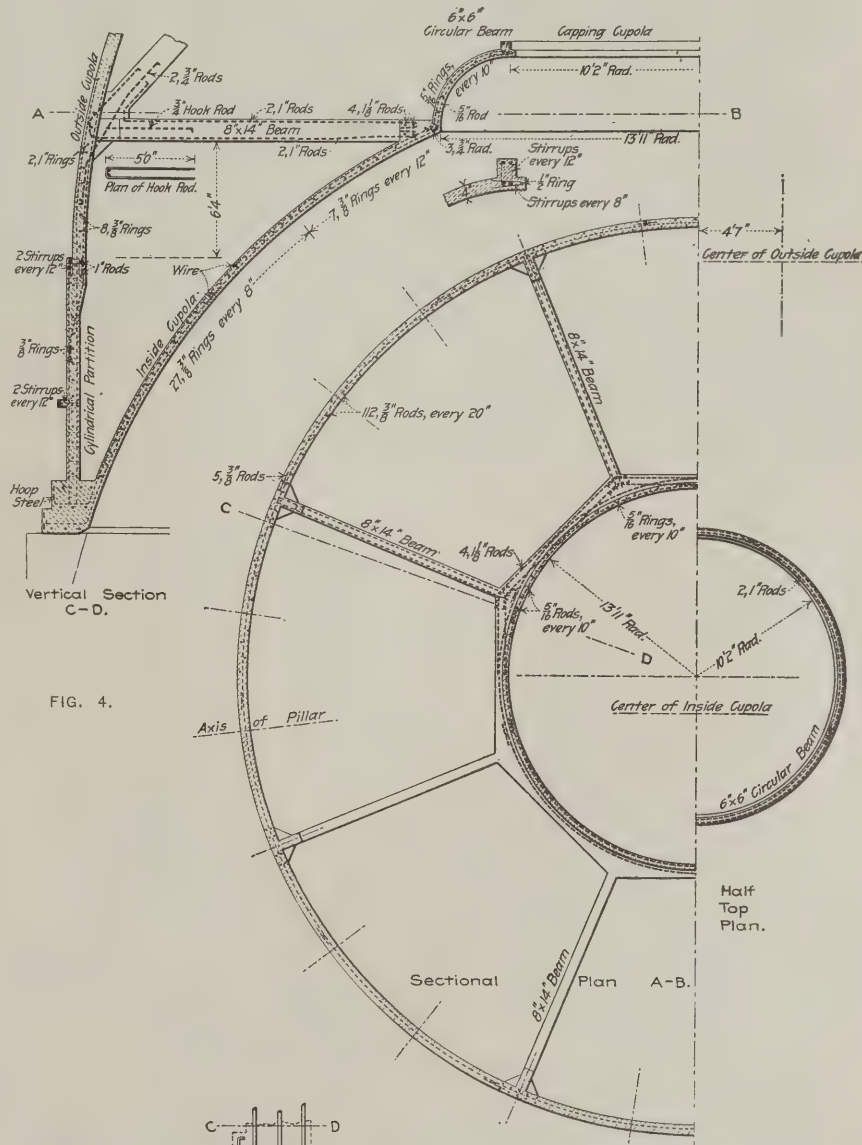 6"x6"
Circular Beam
Capping Cupola
10'2" Rad.
5/16" Rings,
every 10"
5/16 Rod
Outside Cupola
2, 3/4" Rods
A
3/4" Hook Rod
2, 1" Rods
4, 1 1/8" Rods
8"x14" Beam
B
2, 1" Rods
3 3/4" Rad.
13'11" Rad.
2, 1" Rings
5'0"
Plan of Hook Rod.
6'4"
7, 3/8" Rings every 12"
Stirrups
every 12"
1/2" Ring
4"
Stirrups every 8"
8, 3/8" Rings
2 Stirrups
every 12"
1" Rods
Wire
Inside Cupola
27, 3/8" Rings every 8"
4'7"
Center of Outside Cupola
3/8" Rings
2 Stirrups
every 12"
Cylindrical Partition
8"x14" Beam
112, 3/8" Rods, every 20"
Hoop
Steel
5, 3/8" Rods
C
8"x14" Beam
4, 1 1/8" Rods
5/16" Rings,
every 10"
Vertical Section
C-D.
5/16" Rods,
every 10"
13'11" Rad.
D
2, 1" Rods
10'2" Rad.
FIG. 4.
Axis of Pillar
Center of Inside Cupola
6"x6" Circular Beam
Half
Top
Plan.
Sectional Plan A-B.
8"x14" Beam
C D